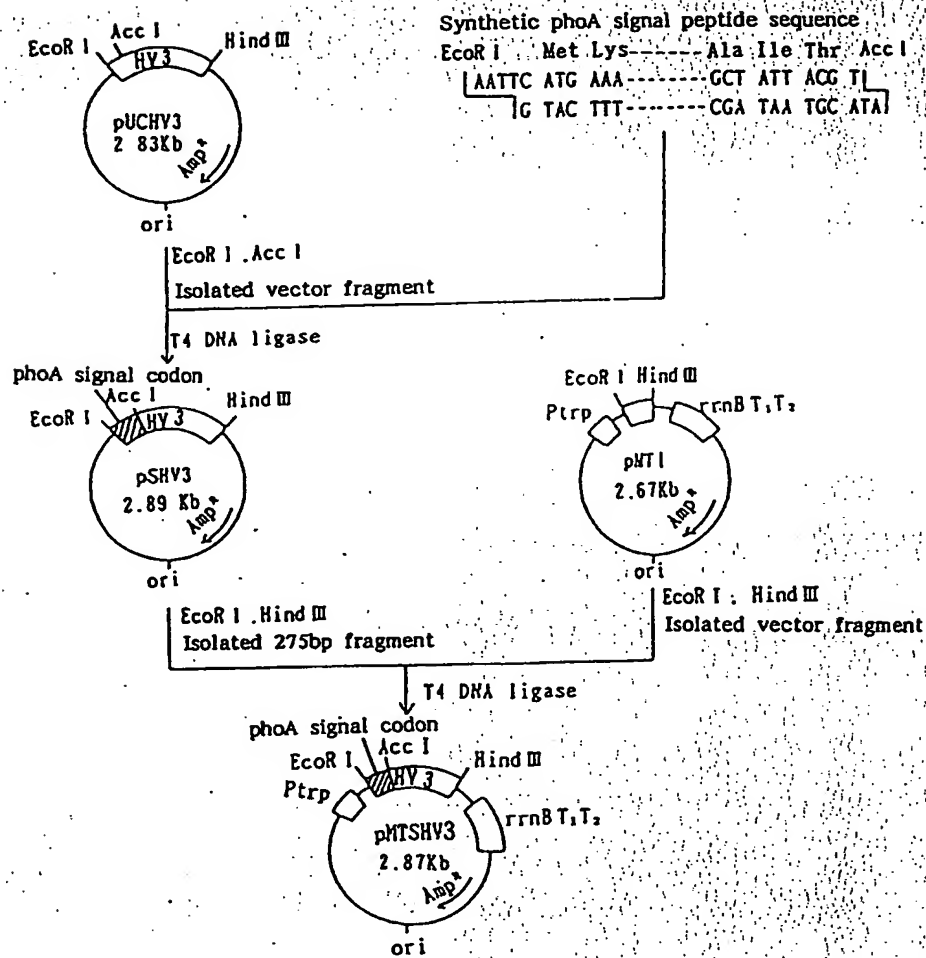 Synthetic phoA signal peptide sequence
EcoR I Met Lys-------Ala Ile Thr Acc I
AATTC ATG AAA--------GCT ATT ACG T
G TAC TTT--------CGA TAA TGC ATA
Acc I
EcoR I
Hind III
HV3
pUCHV3
2 83Kb
Amp^r
ori
EcoR I . Acc I
Isolated vector fragment
T4 DNA ligase
phoA signal codon
Acc I
EcoR I
HV3
Hind III
pSHV3
2.89 Kb
Amp^r
ori
EcoR I Hind III
Ptrp
rrnB T₁T₂
pMT1
2.67Kb
Amp^r
ori
EcoR I . Hind III
Isolated 275bp fragment
EcoR I . Hind III
Isolated vector fragment
T4 DNA ligase
phoA signal codon
Acc I
EcoR I
Hind III
Ptrp
HV3
rrnB T₁T₂
pMTSHV3
2.87Kb
Amp^r
ori